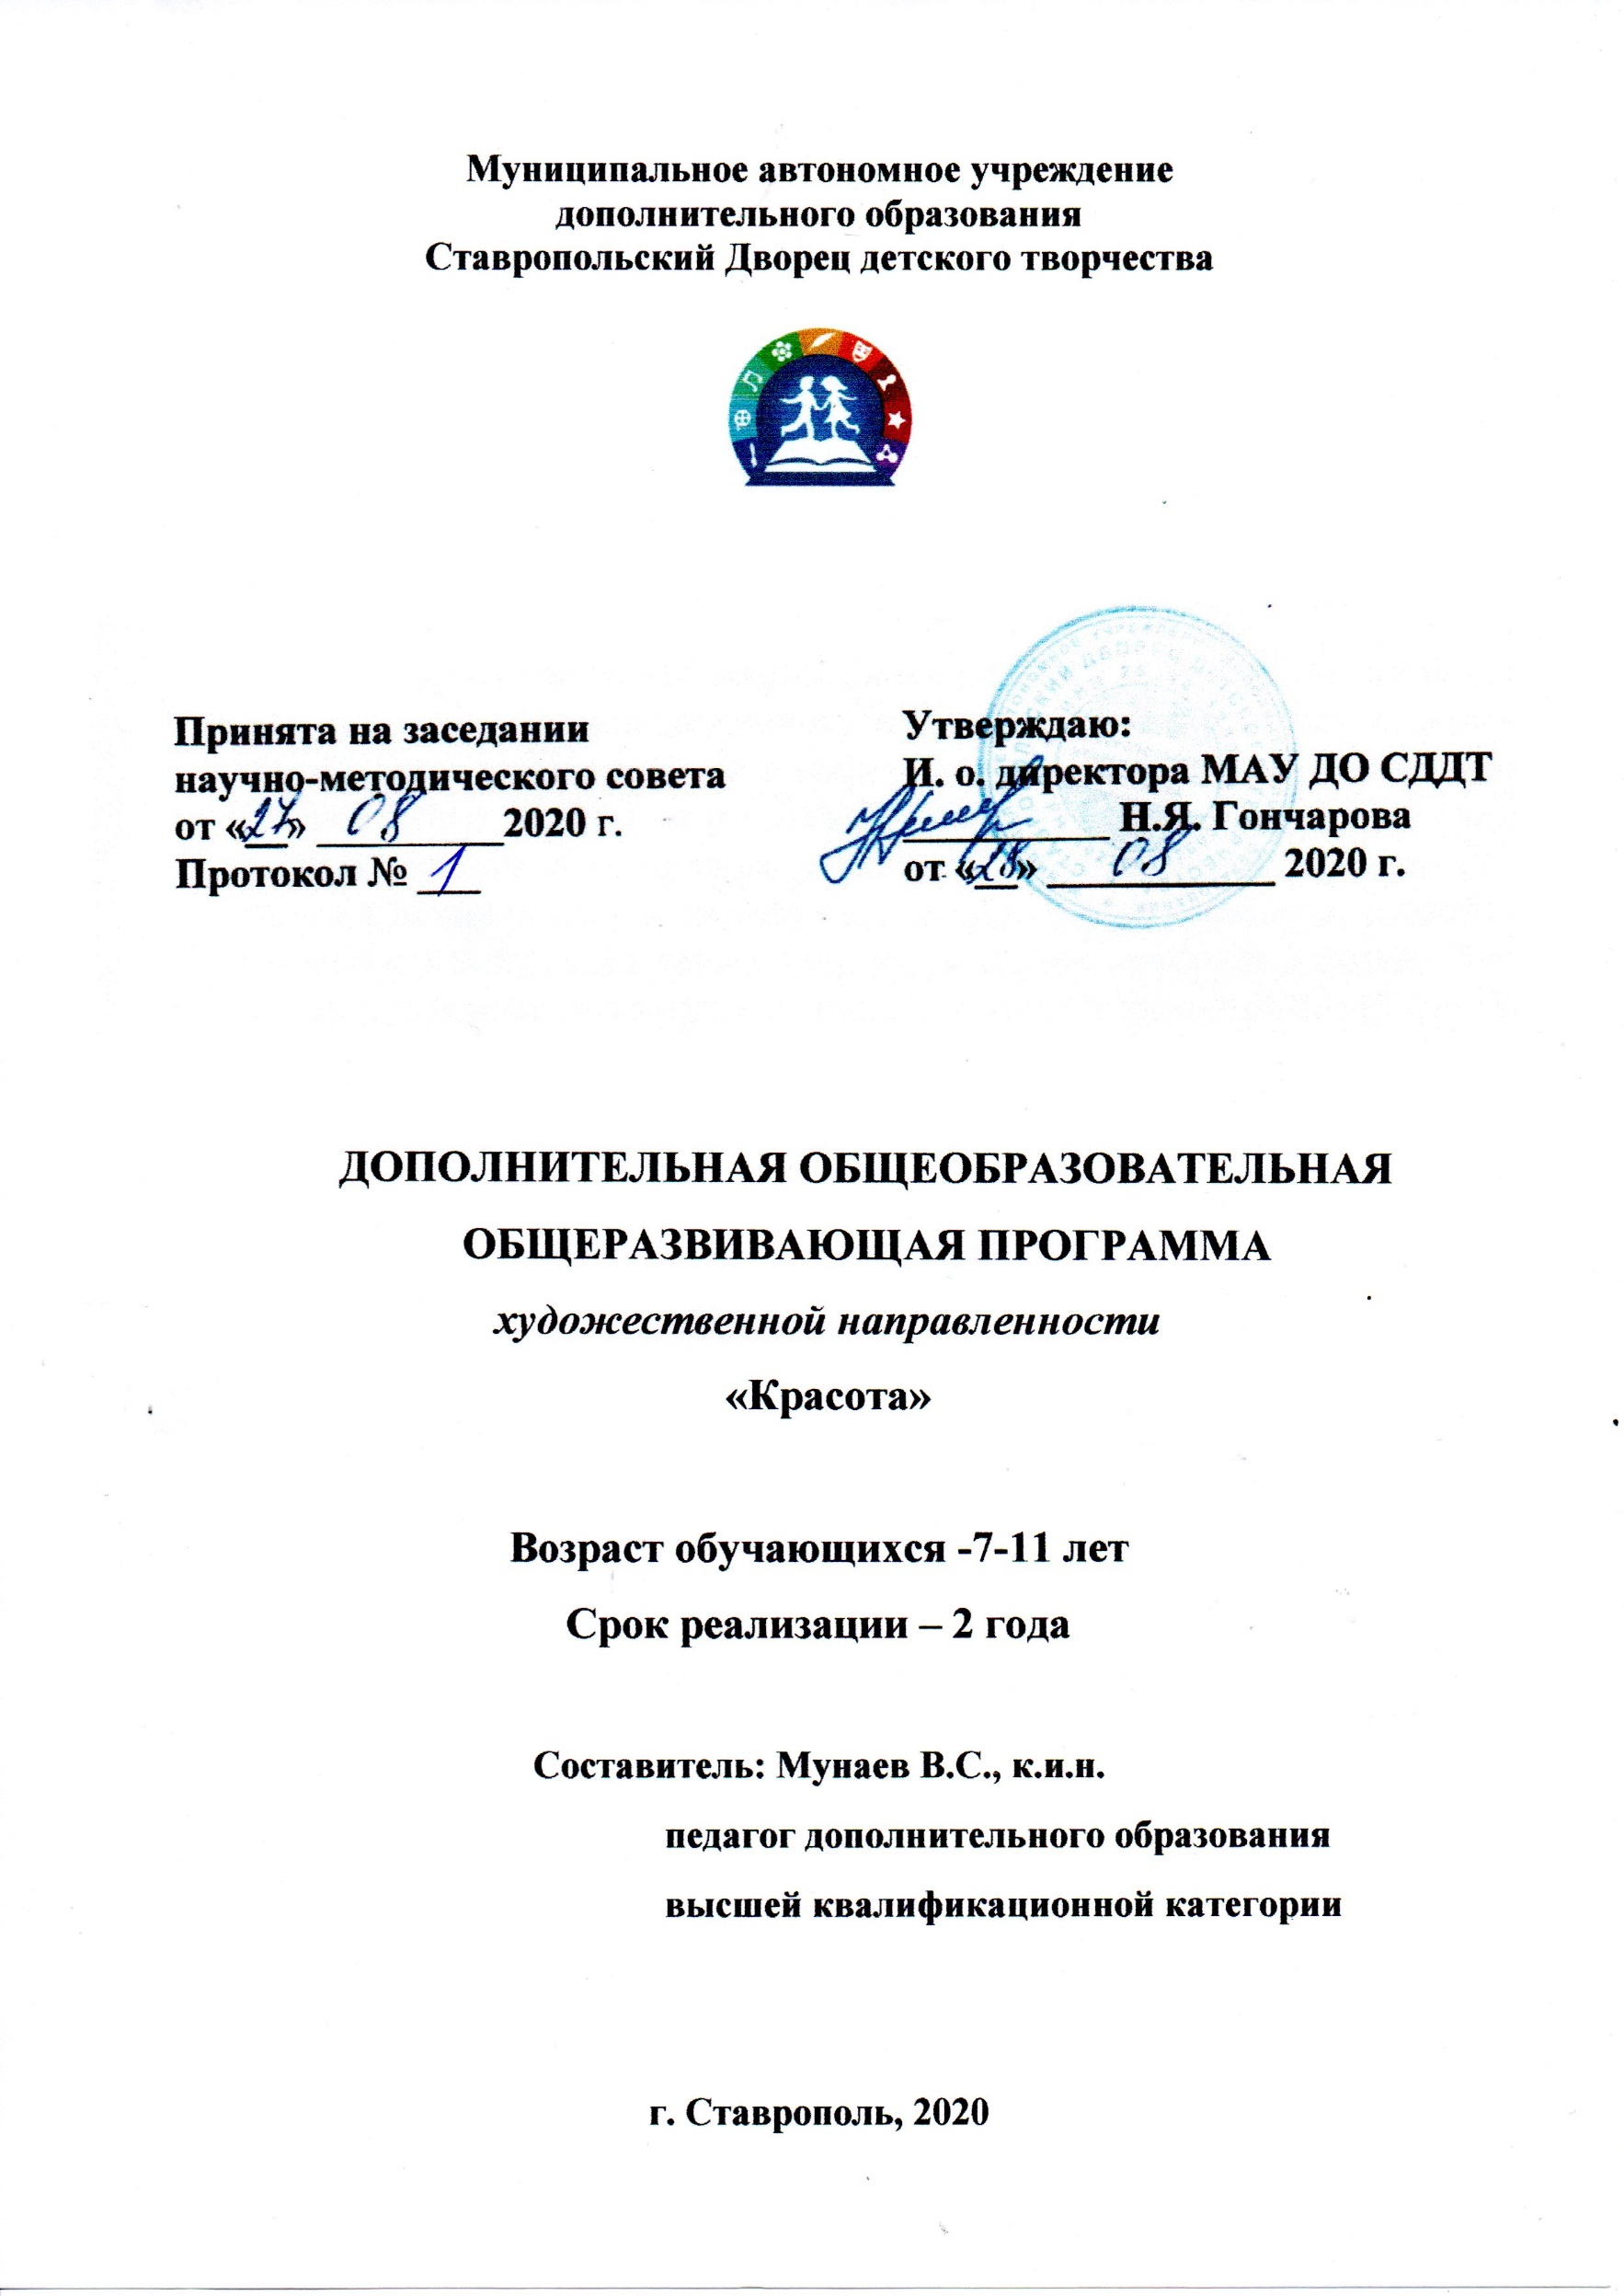 Муниципальное автономное учреждение
дополнительного образования
Ставропольский Дворец детского творчества
Принята на заседании
научно-методического совета
от «27» 08 2020 г.
Протокол № 1
Утверждаю:
И. о. директора МАУ ДО СДДТ
Н.Я. Гончарова
от «28» 08 2020 г.
ДОПОЛНИТЕЛЬНАЯ ОБЩЕОБРАЗОВАТЕЛЬНАЯ
ОБЩЕРАЗВИВАЮЩАЯ ПРОГРАММА
художественной направленности
«Красота»
Возраст обучающихся -7-11 лет
Срок реализации – 2 года
Составитель: Мунаев В.С., к.и.н.
педагог дополнительного образования
высшей квалификационной категории
г. Ставрополь, 2020